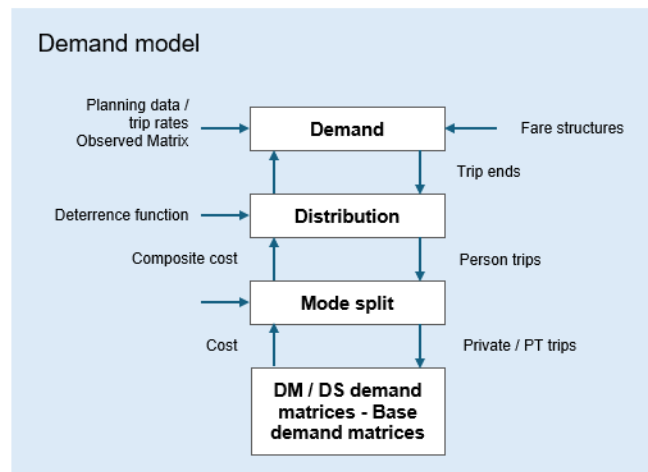 Demand model
Planning data /
trip rates
Observed Matrix
Demand
Fare structures
Trip ends
Deterrence function
Distribution
Composite cost
Person trips
Mode split
Cost
Private / PT trips
DM / DS demand
matrices - Base
demand matrices